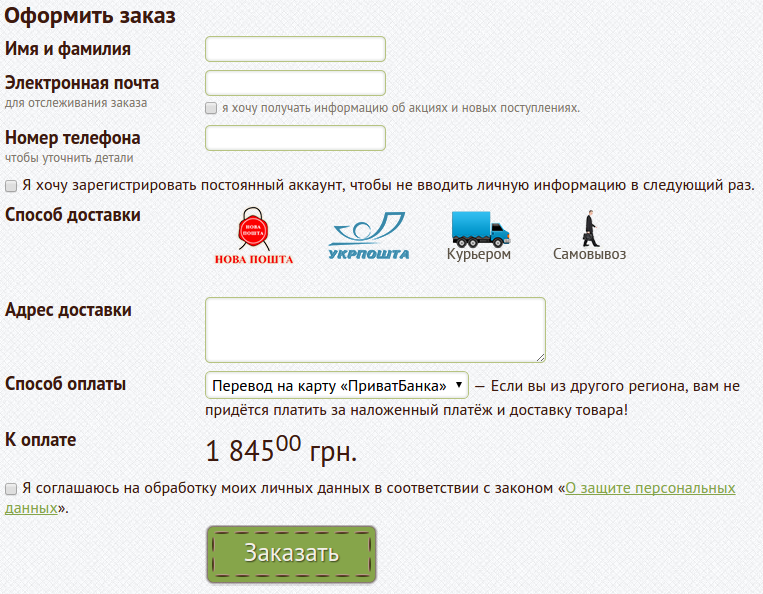 Оформить заказ
Имя и фамилия
Электронная почта
для отслеживания заказа
я хочу получать информацию об акциях и новых поступлениях.
Номер телефона
чтобы уточнить детали
Я хочу зарегистрировать постоянный аккаунт, чтобы не вводить личную информацию в следующий раз.
Способ доставки
НОВА ПОШТА
НОВА ПОШТА
УКРПОШТА
Курьером
Самовывоз
Адрес доставки
Способ оплаты
Перевод на карту «ПриватБанка» — Если вы из другого региона, вам не
придётся платить за наложенный платёж и доставку товара!
К оплате
1 845⁰⁰ грн.
Я соглашаюсь на обработку моих личных данных в соответствии с законом «О защите персональных
данных».
Заказать